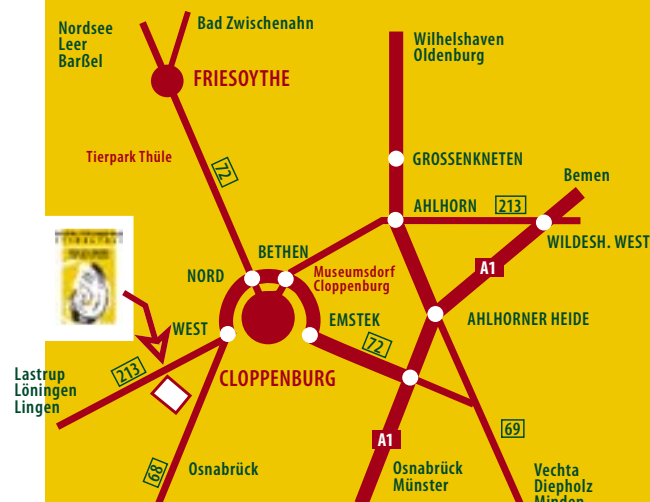 Nordsee
Leer
Barßel
Bad Zwischenahn
FRIESOYTHE
Wilhelshaven
Oldenburg
Tierpark Thüle
72
GROSSENKNETEN
Bemen
AHLHORN
213
WILDESH. WEST
BETHEN
NORD
Museumsdorf
Cloppenburg
A1
WEST
EMSTEK
AHLHORNER HEIDE
72
213
Lastrup
Löningen
Lingen
CLOPPENBURG
69
A1
68
Osnabrück
Osnabrück
Münster
Vechta
Diepholz
Minden